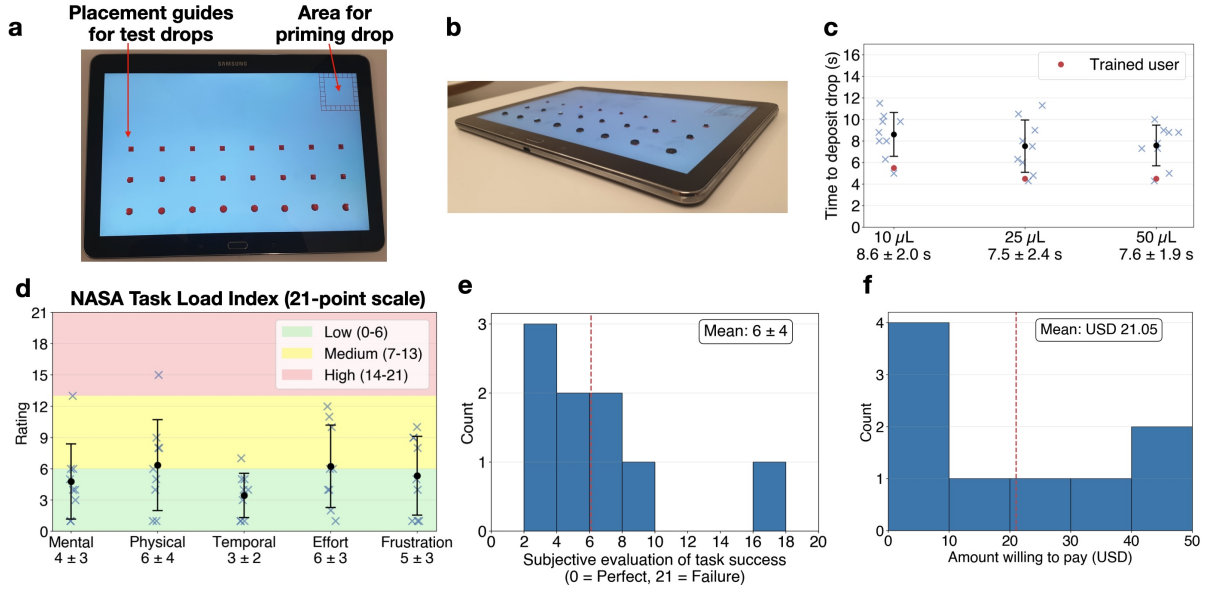 a
Placement guides
for test drops
Area for
priming drop
SAMSUNG
b
c
Time to deposit drop (s)
16
14
12
10
8
6
4
2
0
Trained user
10 µL
8.6 ± 2.0 s
25 µL
7.5 ± 2.4 s
50 µL
7.6 ± 1.9 s
d
NASA Task Load Index (21-point scale)
Rating
21
18
15
12
9
6
3
0
Low (0-6)
Medium (7-13)
High (14-21)
Mental
4 ± 3
Physical
6 ± 4
Temporal
3 ± 2
Effort
6 ± 3
Frustration
5 ± 3
e
Count
3
2
1
0
Mean: 6 ± 4
0 2 4 6 8 10 12 14 16 18 20
Subjective evaluation of task success
(0 = Perfect, 21 = Failure)
f
Count
4
3
2
1
0
Mean: USD 21.05
0 10 20 30 40 50
Amount willing to pay (USD)